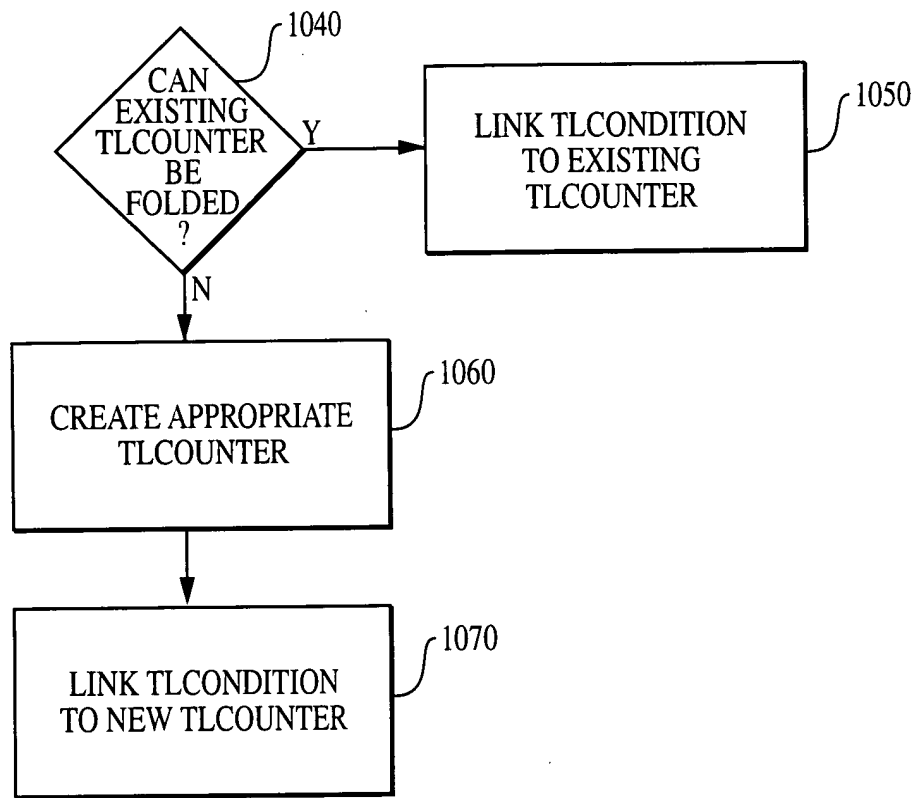 1040
CAN
EXISTING
TLCOUNTER
BE
FOLDED
?
Y
N
LINK TLCONDITION
TO EXISTING
TLCOUNTER
1050
CREATE APPROPRIATE
TLCOUNTER
1060
LINK TLCONDITION
TO NEW TLCOUNTER
1070